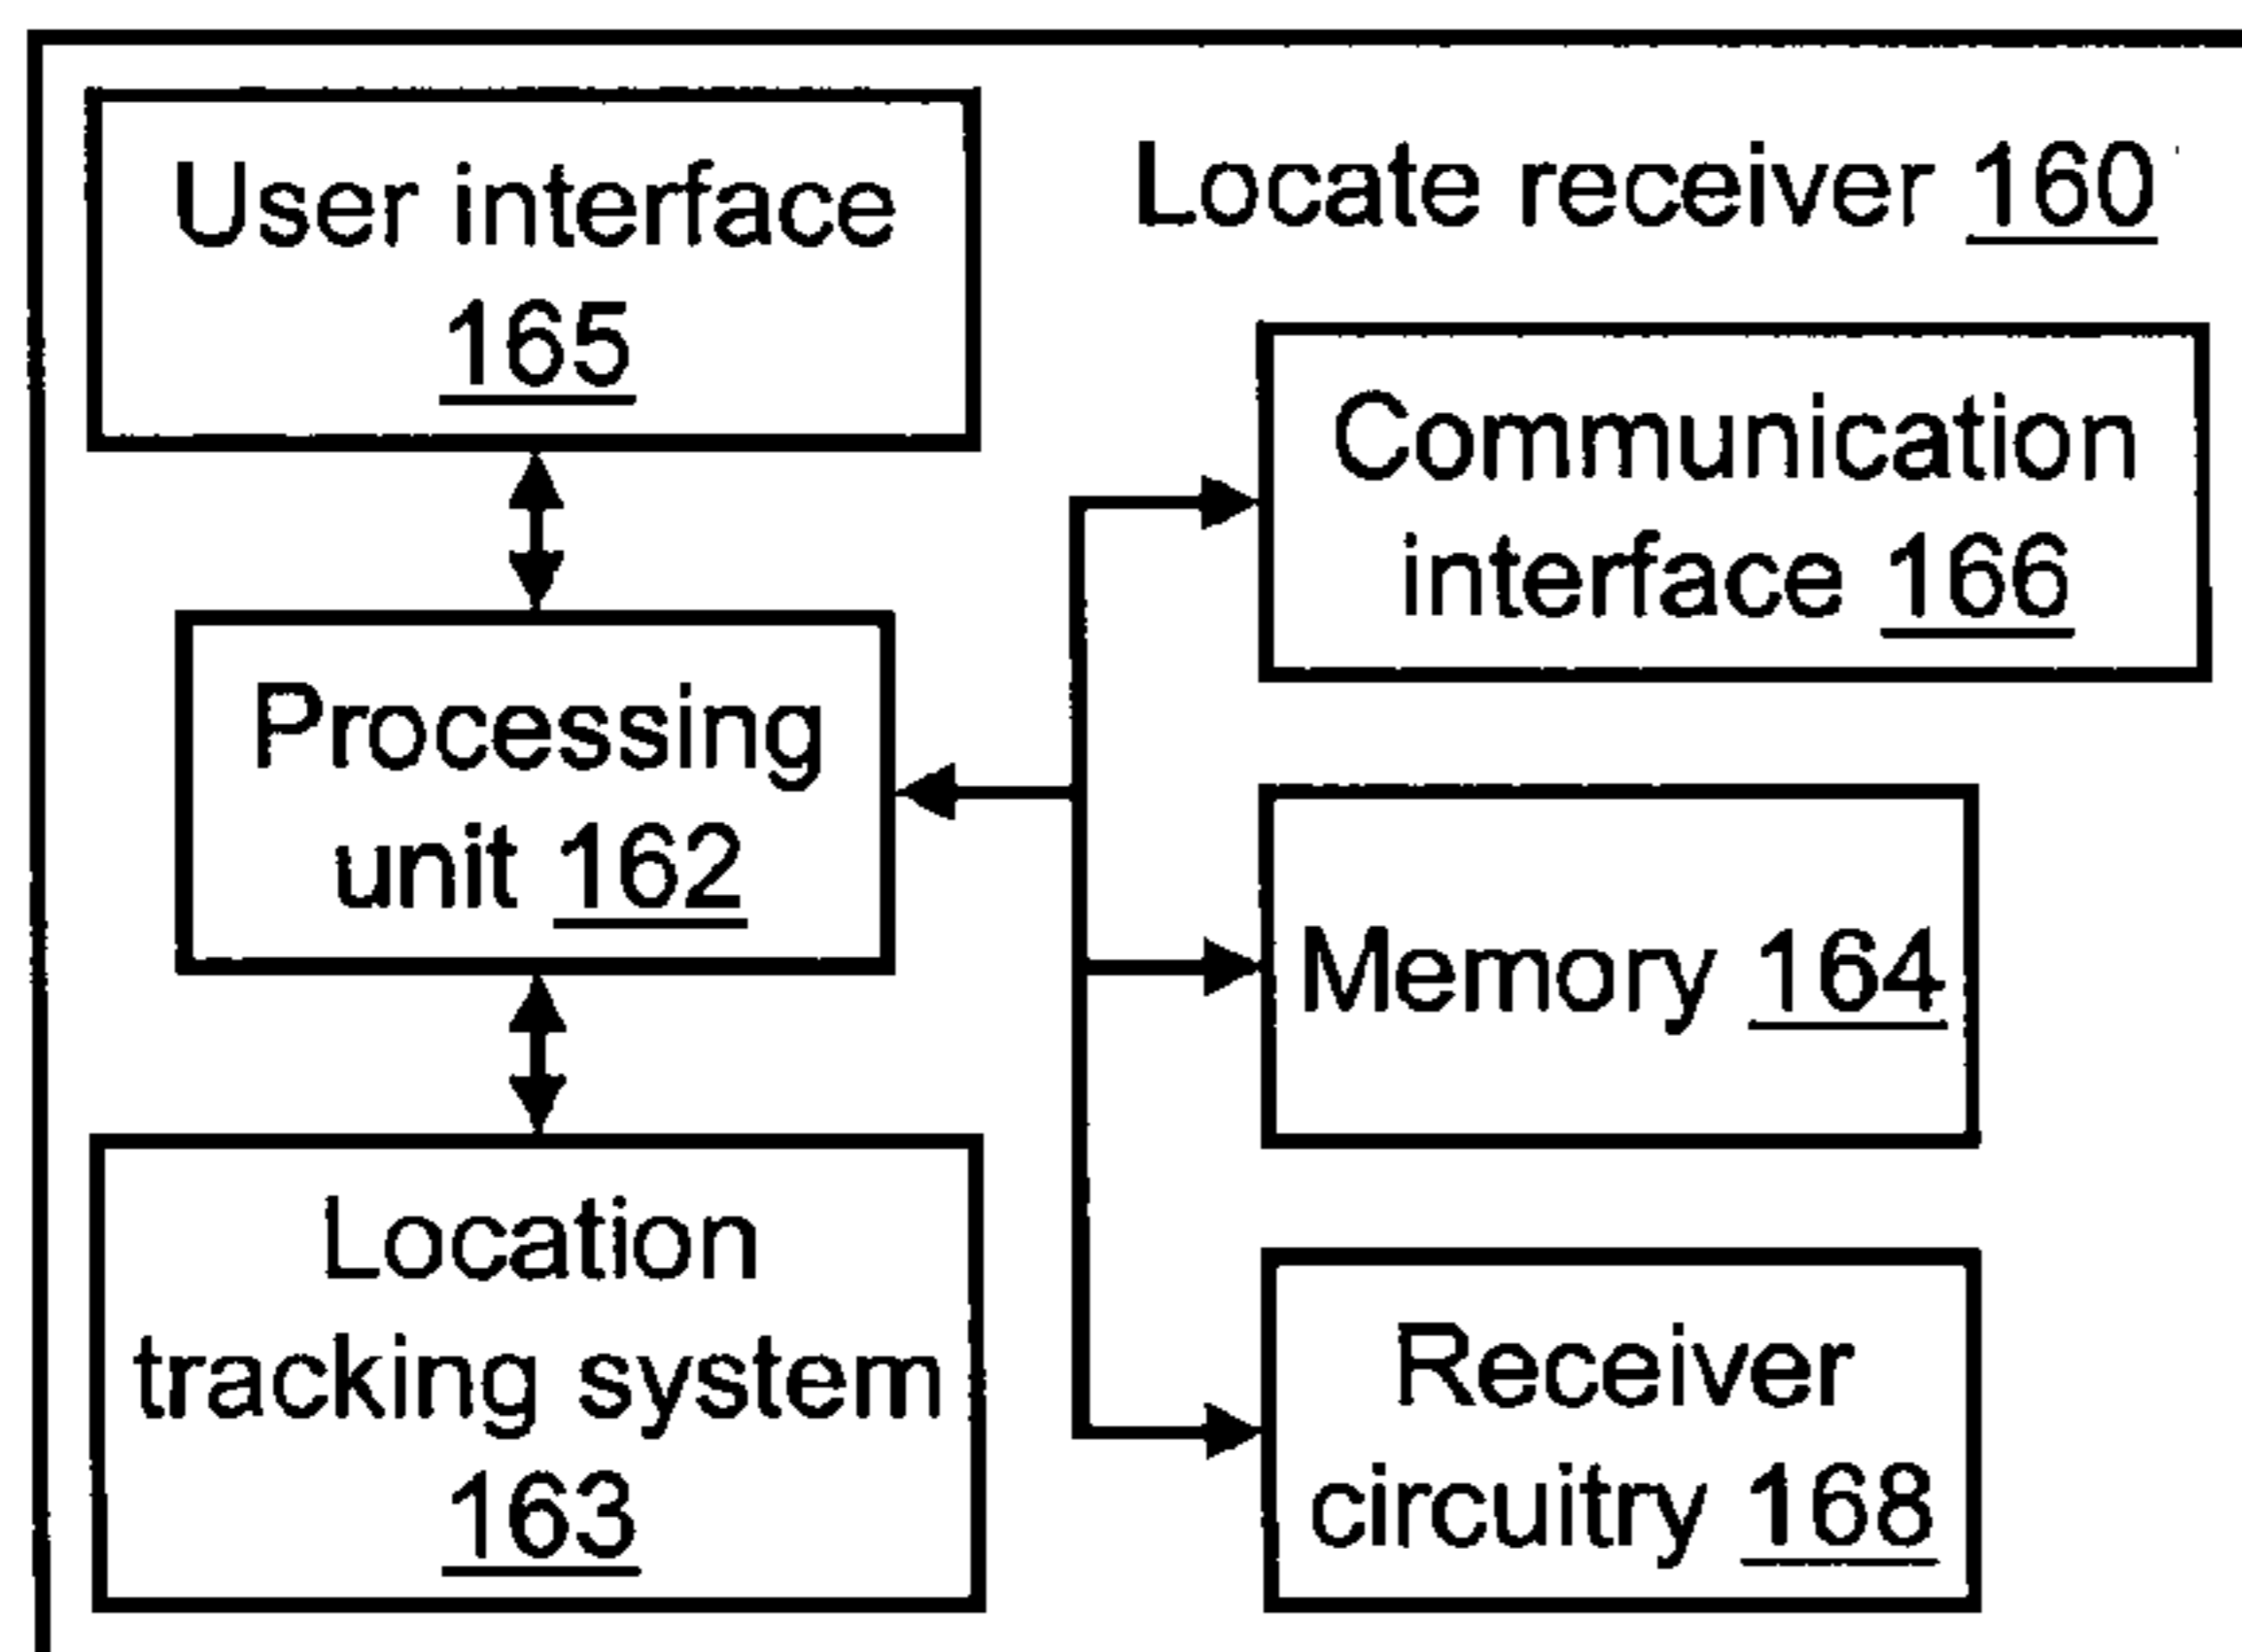 User interface
165
Locate receiver 160
Communication
interface 166
Processing
unit 162
Memory 164
Location
tracking system
163
Receiver
circuitry 168